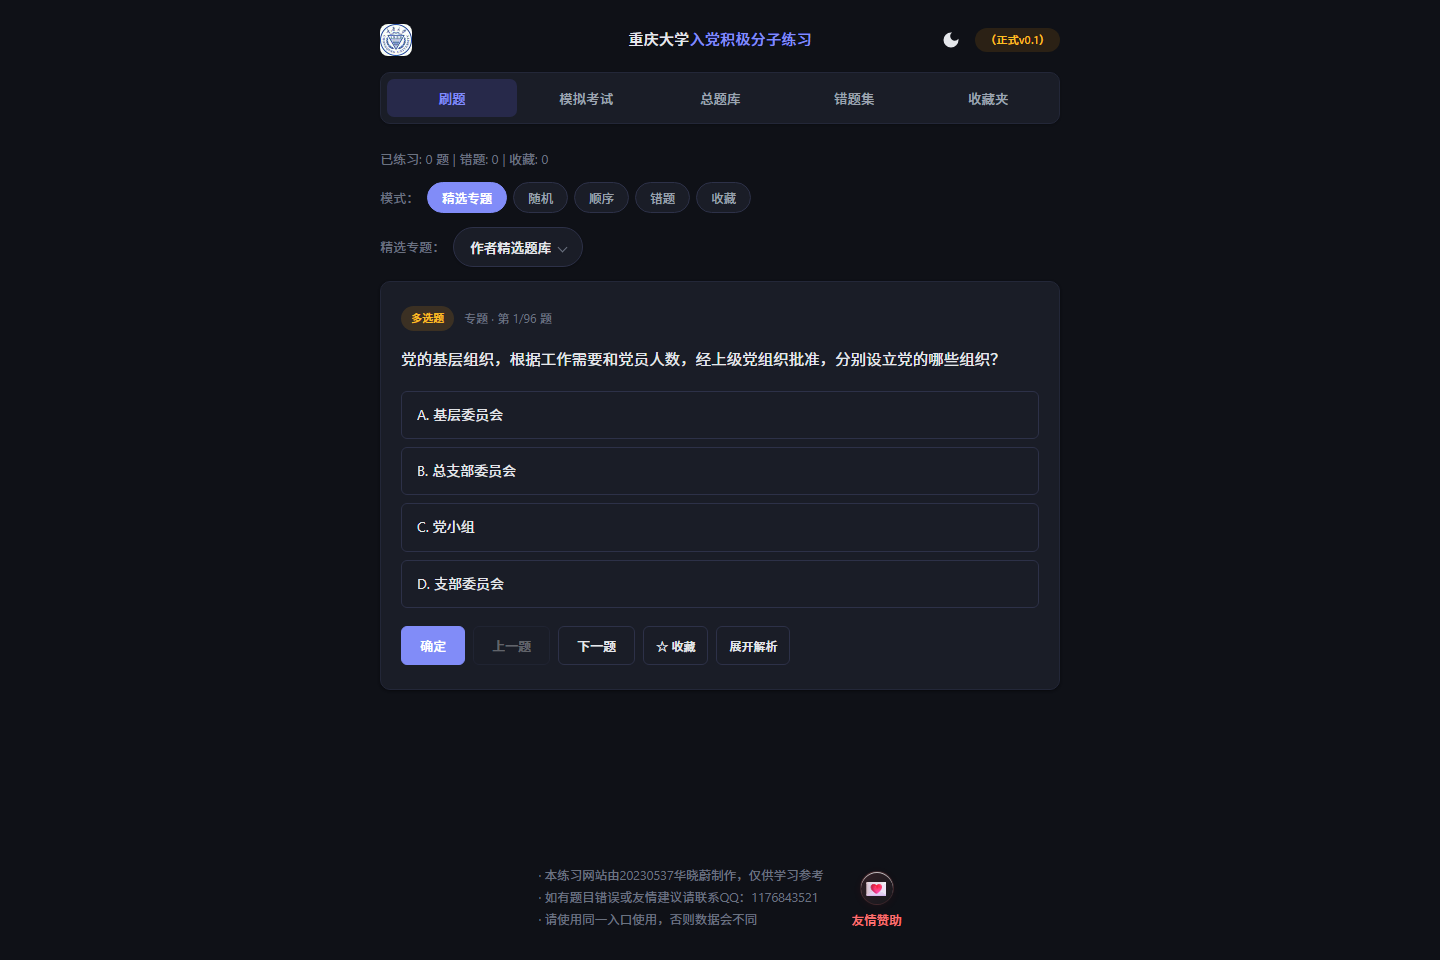 重庆大学入党积极分子练习
（正式v0.1）
刷题
模拟考试
总题库
错题集
收藏夹
已练习: 0 题 | 错题: 0 | 收藏: 0
模式：
精选专题
随机
顺序
错题
收藏
精选专题：
作者精选题库
多选题
专题 · 第 1/96 题
党的基层组织，根据工作需要和党员人数，经上级党组织批准，分别设立党的哪些组织？
A. 基层委员会
B. 总支部委员会
C. 党小组
D. 支部委员会
确定
上一题
下一题
☆ 收藏
展开解析
· 本练习网站由20230537华晓蔚制作，仅供学习参考
· 如有题目错误或友情建议请联系QQ：1176843521
· 请使用同一入口使用，否则数据会不同
友情赞助